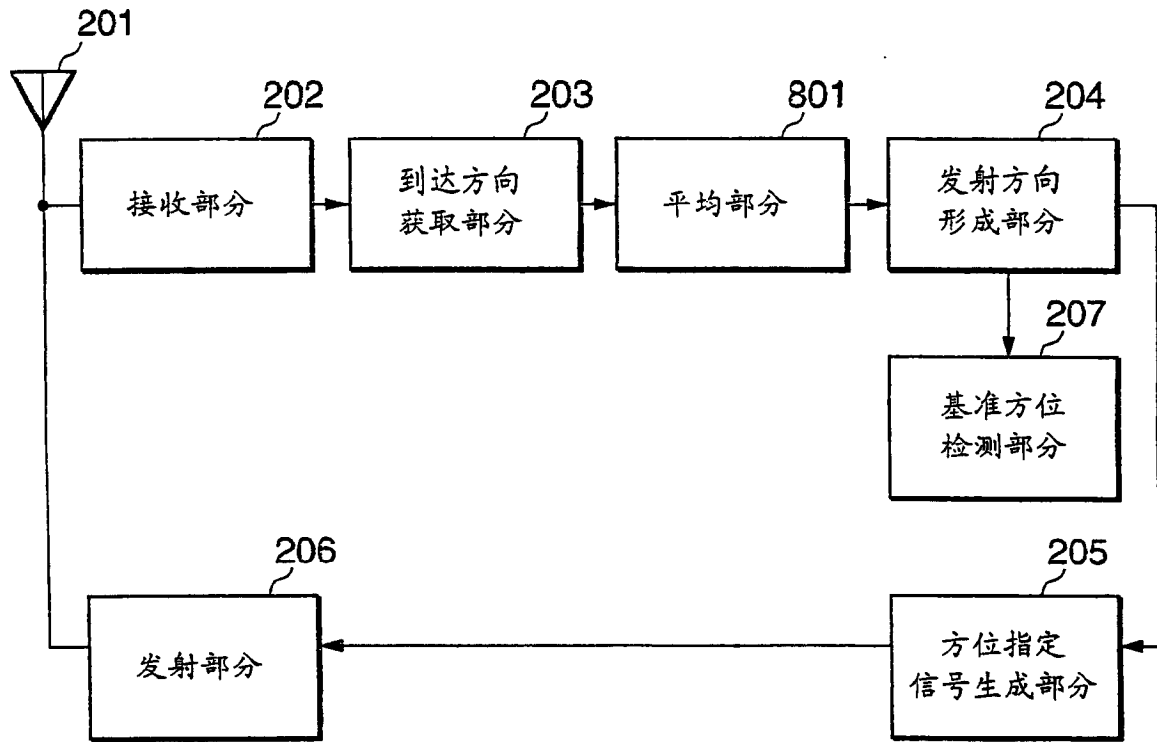 201
202
203
801
204
接收部分
到达方向
获取部分
平均部分
发射方向
形成部分
207
基准方位
检测部分
206
205
发射部分
方位指定
信号生成部分